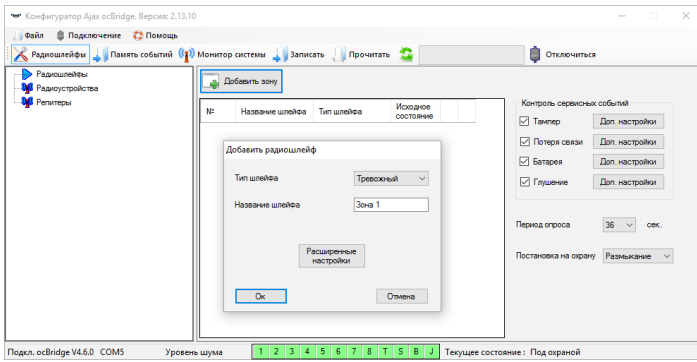 Конфигуратор Ajax ocBridge. Версия: 2.13.10
Файл Подключение Помощь
Радиошлейфы Память событий Монитор системы Записать Прочитать Отключиться
Радиошлейфы
Радиоустройства
Репитеры
Добавить зону
№ Название шлейфа Тип шлейфа Исходное состояние
Добавить радиошлейф
Тип шлейфа Тревожный
Название шлейфа Зона 1
Расширенные
настройки
Ок Отмена
Контроль сервисных событий
Тампер Доп. настройки
Потеря связи Доп. настройки
Батарея Доп. настройки
Глушение Доп. настройки
Период опроса 36 сек.
Постановка на охрану Размыкание
Подкл. ocBridge V4.6.0 COM5 Уровень шума 1 2 3 4 5 6 7 8 T S B J Текущее состояние : Под охраной